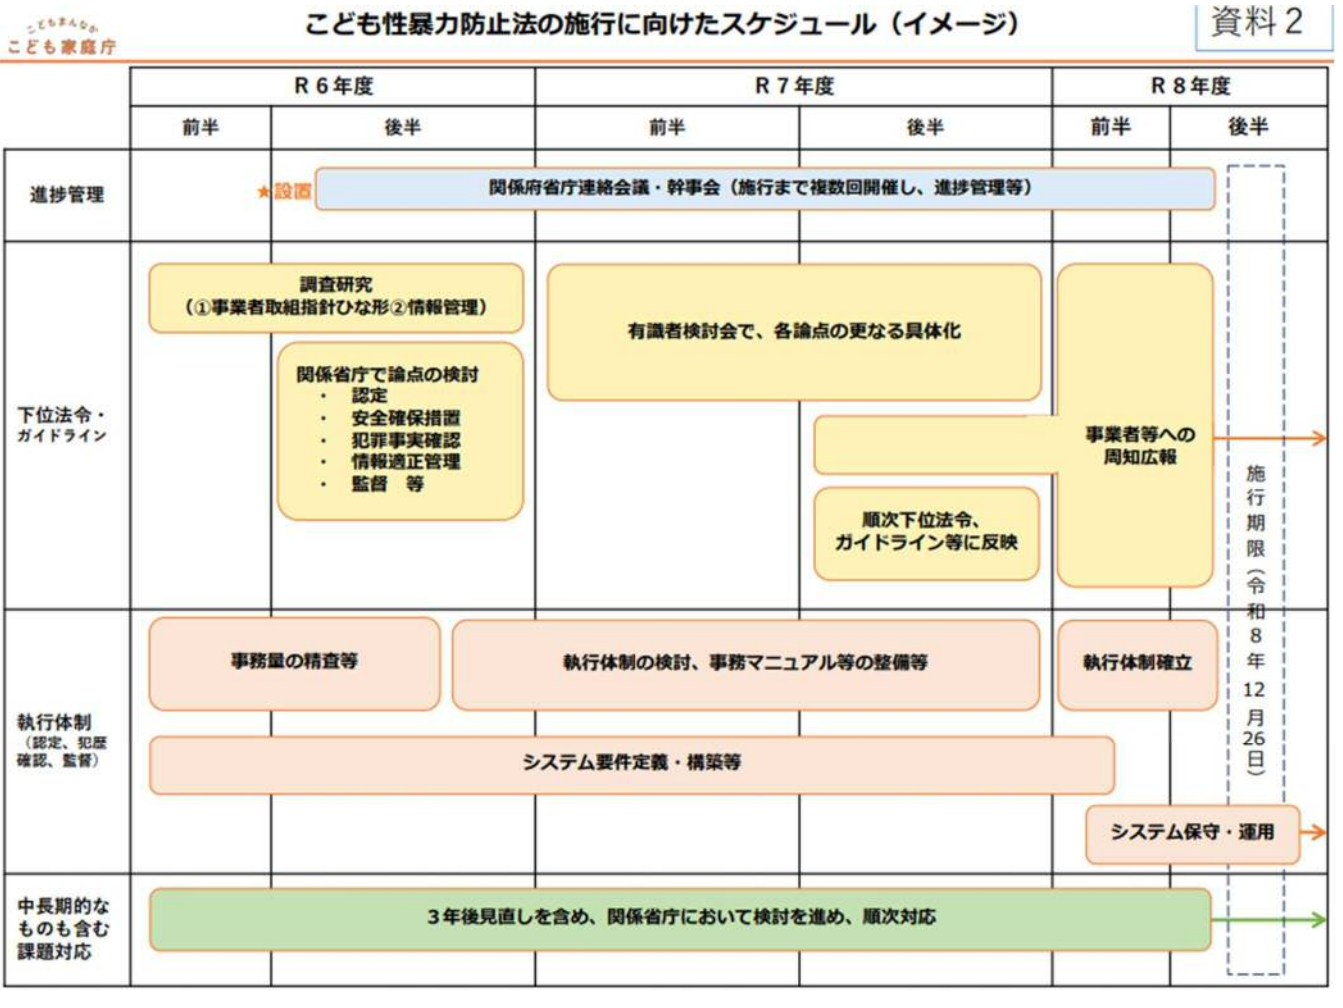 こどもまんなか
こども家庭庁
こども性暴力防止法の施行に向けたスケジュール（イメージ）
資料２
Ｒ６年度
Ｒ７年度
Ｒ８年度
前半
後半
前半
後半
前半
後半
進捗管理
★設置
関係府省庁連絡会議・幹事会（施行まで複数回開催し、進捗管理等）
下位法令・
ガイドライン
調査研究
（①事業者取組指針ひな形②情報管理）
関係省庁で論点の検討
・ 認定
・ 安全確保措置
・ 犯罪事実確認
・ 情報適正管理
・ 監督 等
有識者検討会で、各論点の更なる具体化
事業者等への
周知広報
順次下位法令、
ガイドライン等に反映
施行期限（令和8年12月26日）
執行体制
（認定、犯歴
確認、監督）
事務量の精査等
執行体制の検討、事務マニュアル等の整備等
執行体制確立
システム要件定義・構築等
システム保守・運用
中長期的な
ものも含む
課題対応
３年後見直しを含め、関係省庁において検討を進め、順次対応